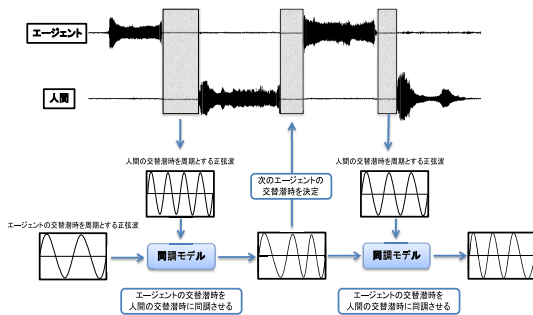 エージェント
人間
人間の交替潜時を周期とする正弦波
次のエージェントの
交替潜時を決定
人間の交替潜時を周期とする正弦波
エージェントの交替潜時を周期とする正弦波
同調モデル
同調モデル
エージェントの交替潜時を
人間の交替潜時に同調させる
エージェントの交替潜時を
人間の交替潜時に同調させる